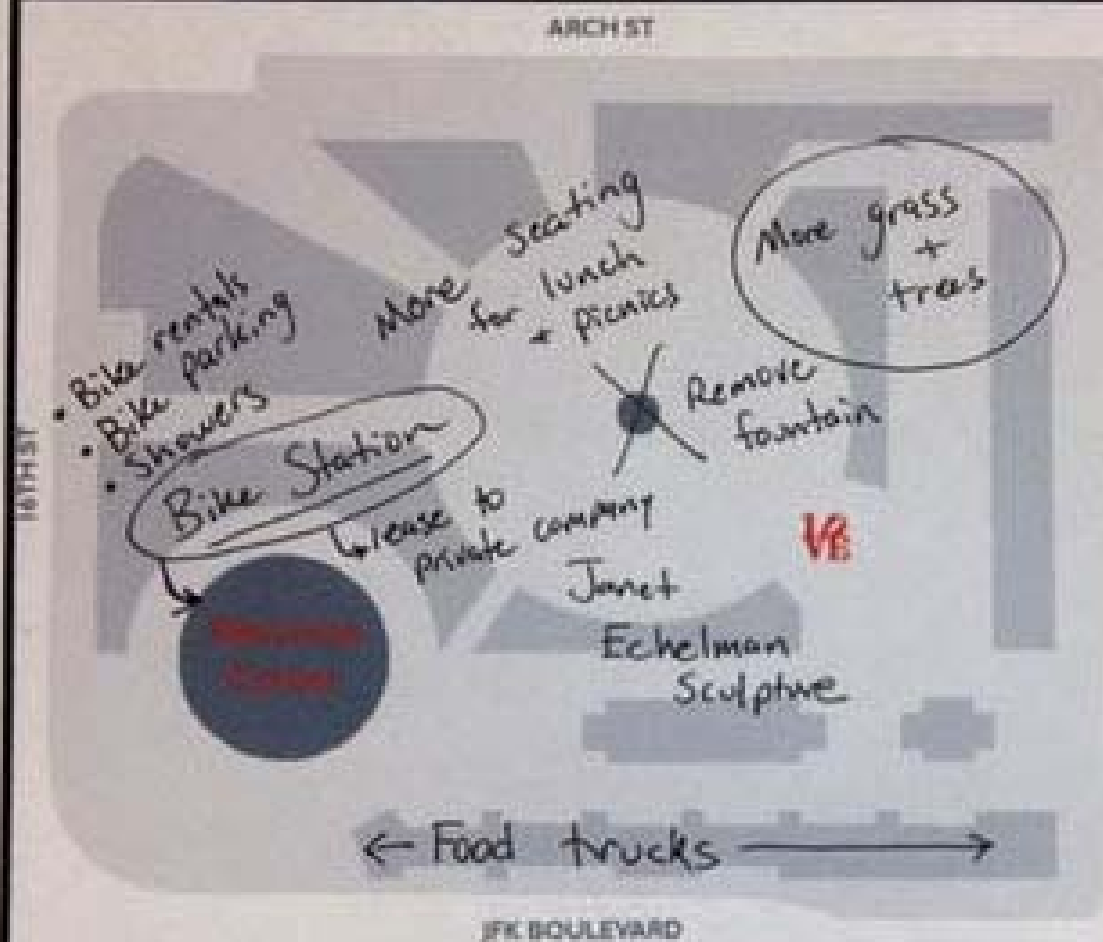 ARCH ST
More seating
for lunch
+ picnics
More grass
+
trees
• Bike rentals
• Bike parking
• Showers
Bike Station
Remove
fountain
16TH ST
Lease to
private company
Janet
Echelman
Sculpture
← Food trucks →
JFK BOULEVARD